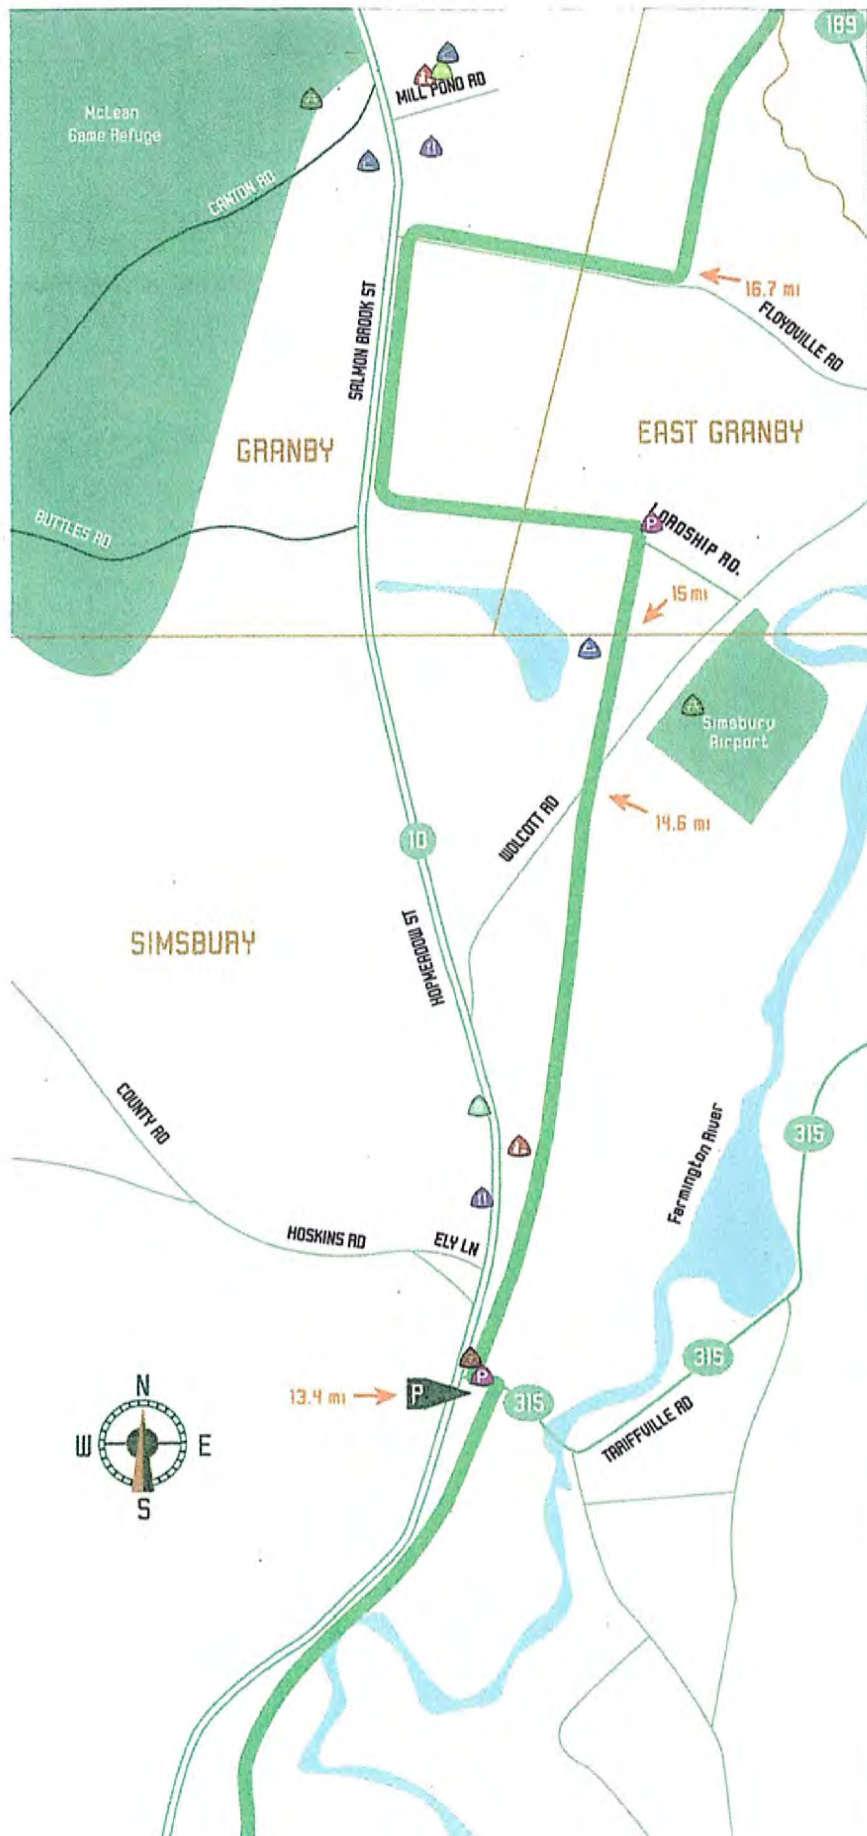 189
McLean
Game Refuge
MILL POND RD
CANTON RD
16.7 mi
SALMON BROOK ST
FLOYDVILLE RD
GRANBY
EAST GRANBY
BUTTLES RD
P
LORDSHIP RD.
15 mi
Simsbury
Airport
14.6 mi
WOLCOTT RD
10
HOPMEADOW ST
SIMSBURY
COUNTY RD
Farmington River
315
HOSKINS RD
ELY LN
315
P
13.4 mi
P
315
TARIFFVILLE RD
N
W
E
S